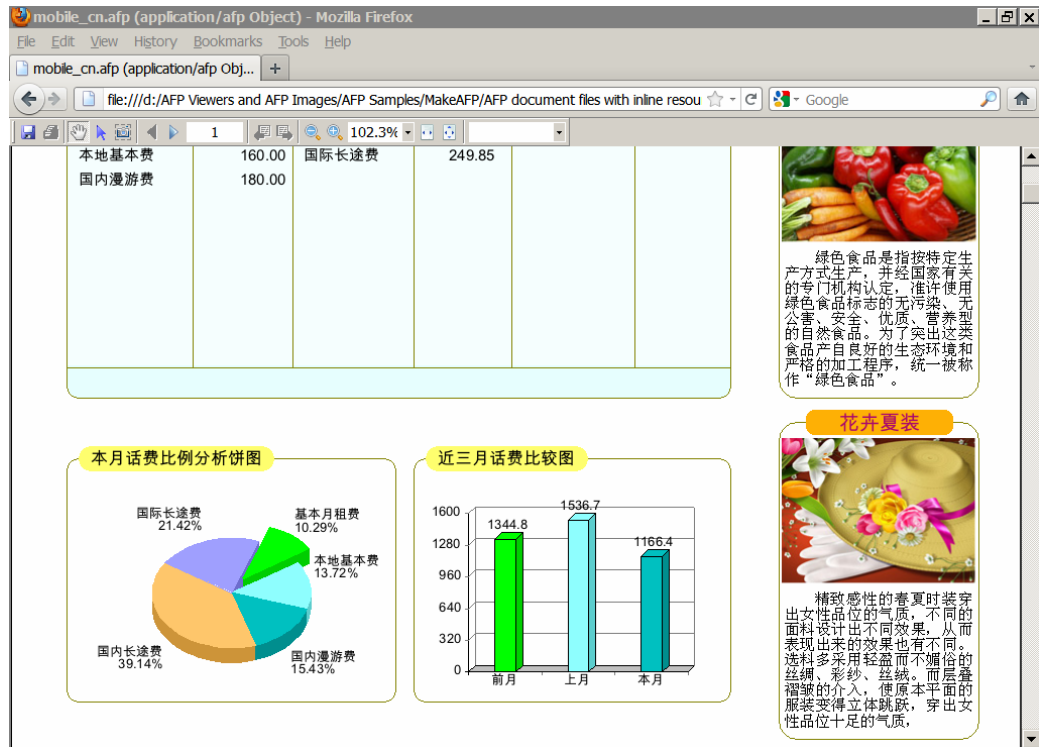 mobile_cn.afp (application/afp Object) - Mozilla Firefox
File Edit View History Bookmarks Tools Help
mobile_cn.afp (application/afp Obj... +
file:///d:/AFP Viewers and AFP Images/AFP Samples/MakeAFP/AFP document files with inline resou
Google
1
102.3%
本地基本费 160.00 国际长途费 249.85
国内漫游费 180.00
绿色食品是指按特定生
产方式生产，并经国家有关
的专门机构认定，准许使用
绿色食品标志的无污染、无
公害、安全、优质、营养型
的自然食品。为了突出这类
食品产自良好的生态环境和
严格的加工程序，统一被称
作“绿色食品”。
本月话费比例分析饼图
国际长途费
21.42%
基本月租费
10.29%
本地基本费
13.72%
国内长途费
39.14%
国内漫游费
15.43%
近三月话费比较图
1600
1280
960
640
320
0
1344.8
1536.7
1166.4
前月 上月 本月
花卉夏装
精致感性的春夏时装穿
出女性品位的气质，不同的
面料设计出不同效果，从而
表现出来的效果也有不同。
选料多采用轻盈而不媚俗的
丝绸、彩纱、丝绒。而层叠
褶皱的介入，使原本平面的
服装变得立体跳跃，穿出女
性品位十足的气质，